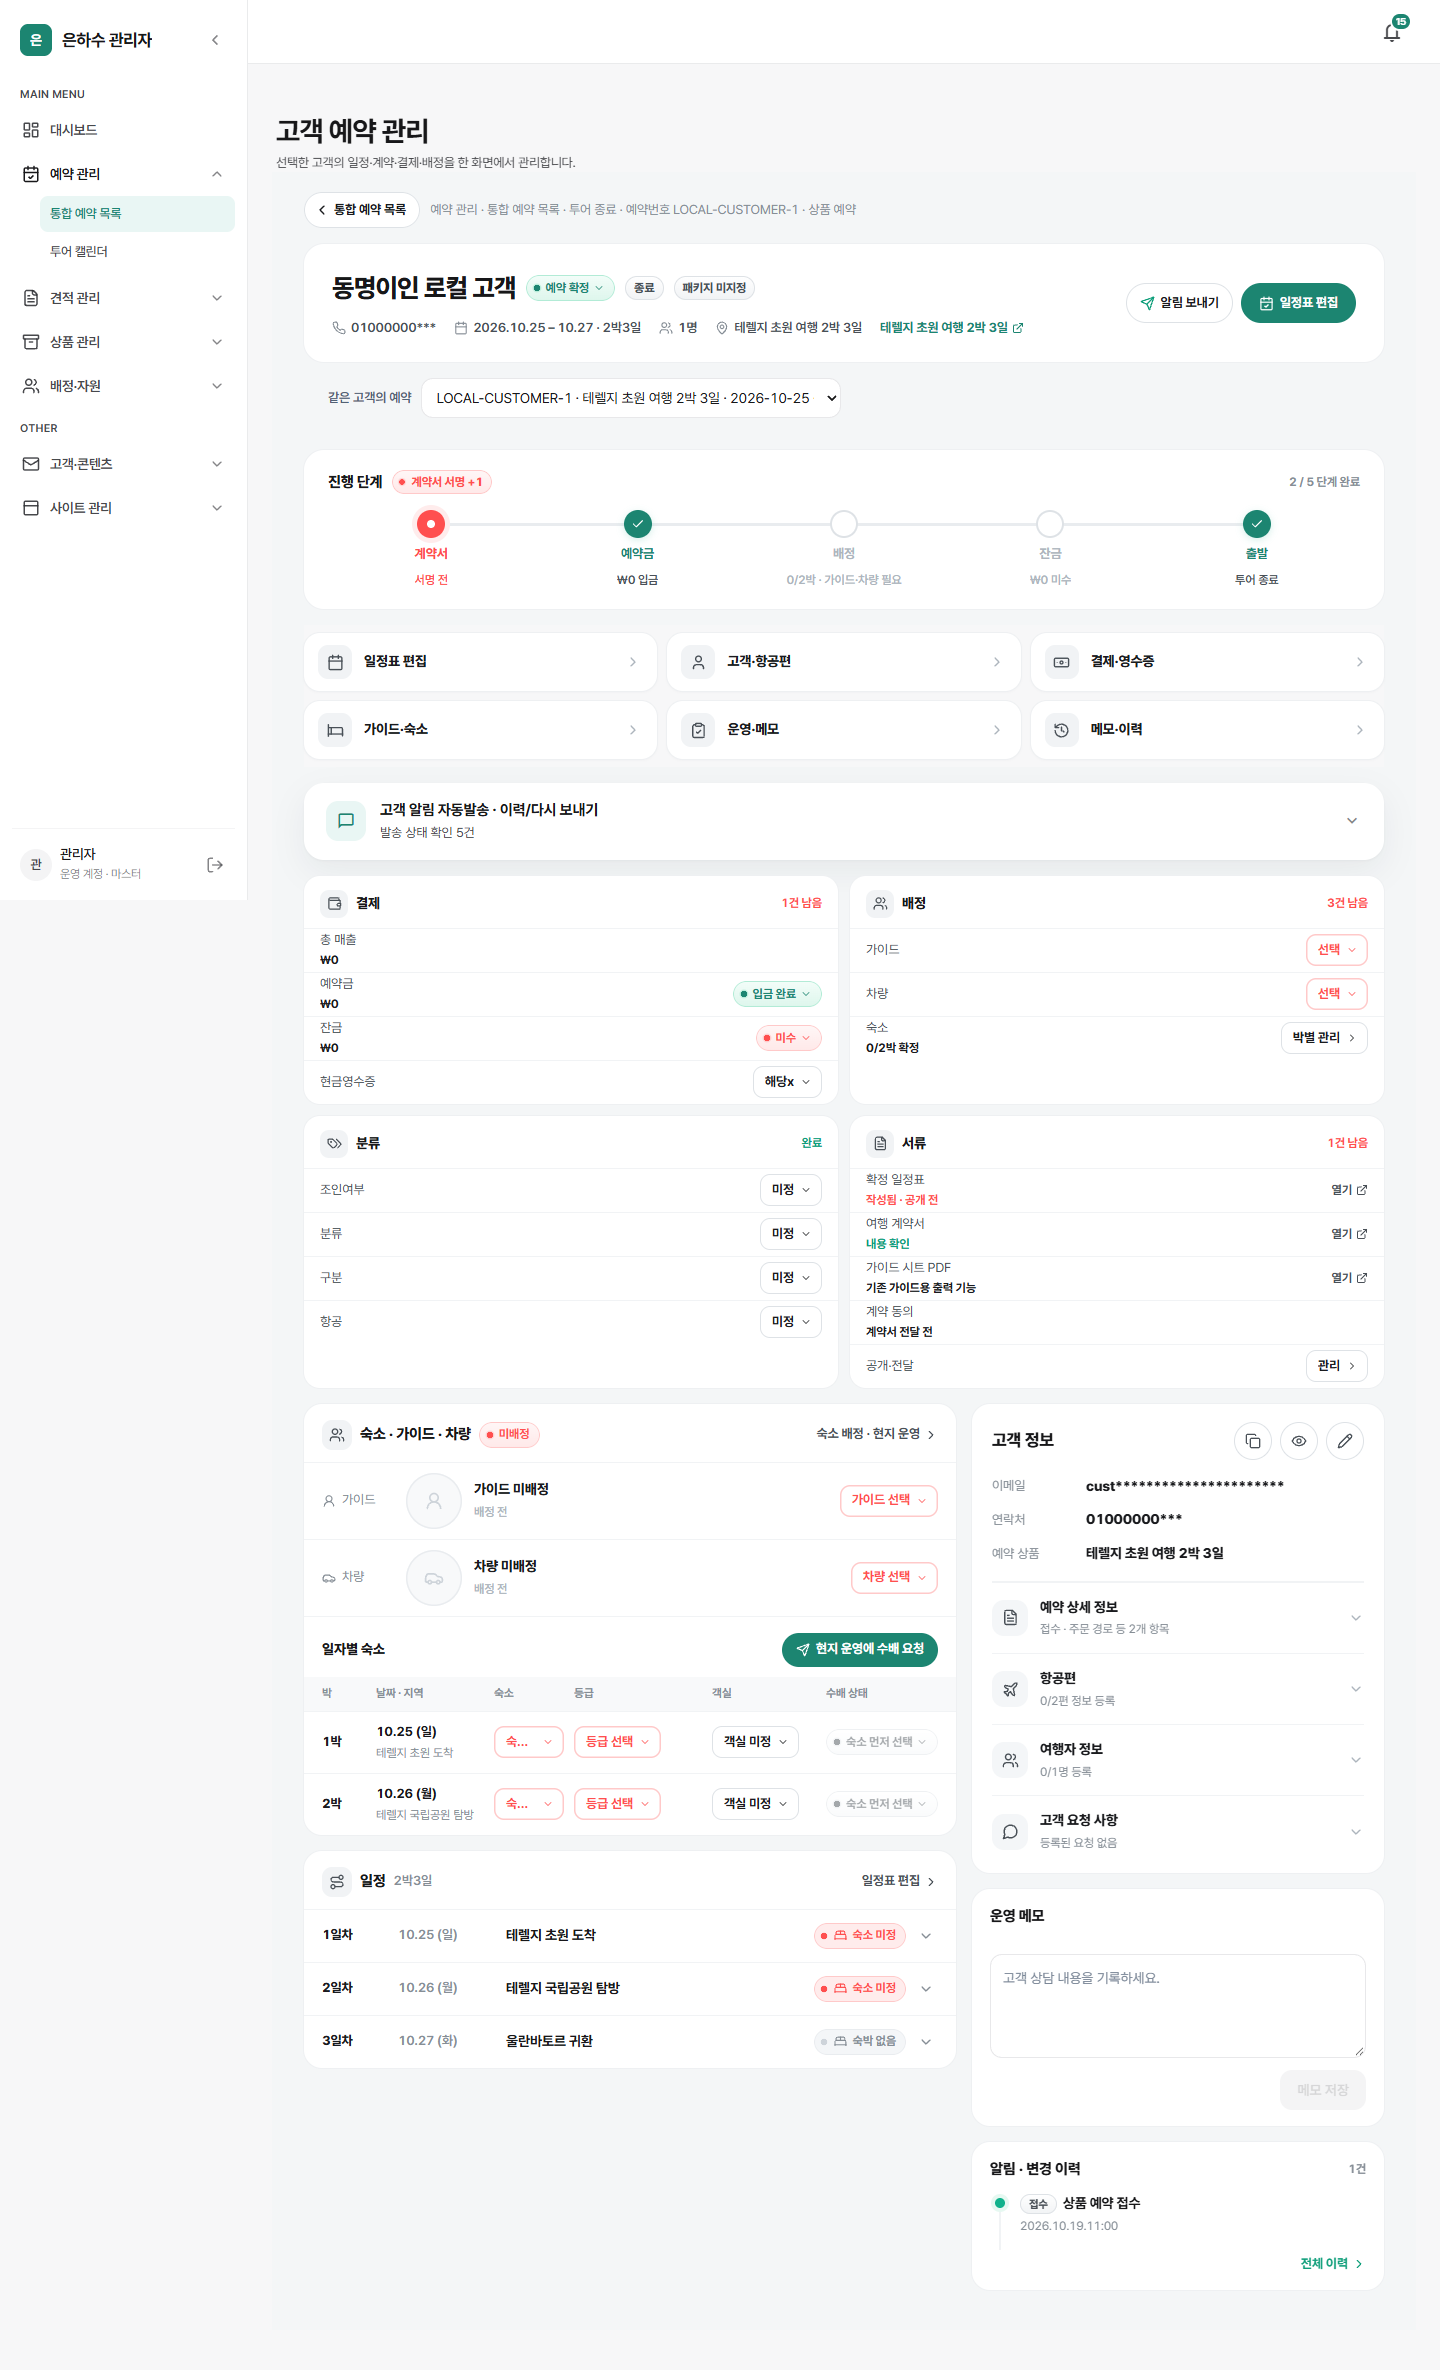 은 은하수 관리자
15
MAIN MENU
대시보드
예약 관리
통합 예약 목록
투어 캘린더
견적 관리
상품 관리
배정·자원
OTHER
고객·콘텐츠
사이트 관리
관 관리자
운영 계정 · 마스터
고객 예약 관리
선택한 고객의 일정·계약·결제·배정을 한 화면에서 관리합니다.
통합 예약 목록 예약 관리 · 통합 예약 목록 · 투어 종료 · 예약번호 LOCAL-CUSTOMER-1 · 상품 예약
동명이인 로컬 고객 예약 확정 종료 패키지 미지정
01000000*** 2026.10.25 – 10.27 · 2박3일 1명 테렐지 초원 여행 2박 3일 테렐지 초원 여행 2박 3일
알림 보내기 일정표 편집
같은 고객의 예약 LOCAL-CUSTOMER-1 · 테렐지 초원 여행 2박 3일 · 2026-10-25
진행 단계 계약서 서명 +1 2 / 5 단계 완료
계약서 예약금 배정 잔금 출발
서명 전 ₩0 입금 0/2박 · 가이드·차량 필요 ₩0 미수 투어 종료
일정표 편집 고객·항공편 결제·영수증
가이드·숙소 운영·메모 메모·이력
고객 알림 자동발송 · 이력/다시 보내기
발송 상태 확인 5건
결제 1건 남음
총 매출
₩0
예약금
₩0 입금 완료
잔금
₩0 미수
현금영수증 해당x
배정 3건 남음
가이드 선택
차량 선택
숙소
0/2박 확정 박별 관리
분류 완료
조인여부 미정
분류 미정
구분 미정
항공 미정
서류 1건 남음
확정 일정표
작성됨 · 공개 전 열기
여행 계약서
내용 확인 열기
가이드 시트 PDF
기존 가이드용 출력 기능 열기
계약 동의
계약서 전달 전
공개·전달 관리
숙소 · 가이드 · 차량 미배정 숙소 배정 · 현지 운영
가이드 가이드 미배정
배정 전 가이드 선택
차량 차량 미배정
배정 전 차량 선택
일자별 숙소 현지 운영에 수배 요청
박 날짜 · 지역 숙소 등급 객실 수배 상태
1박 10.25 (일) 숙... 등급 선택 객실 미정 숙소 먼저 선택
테렐지 초원 도착
2박 10.26 (월) 숙... 등급 선택 객실 미정 숙소 먼저 선택
테렐지 국립공원 탐방
일정 2박3일 일정표 편집
1일차 10.25 (일) 테렐지 초원 도착 숙소 미정
2일차 10.26 (월) 테렐지 국립공원 탐방 숙소 미정
3일차 10.27 (화) 울란바토르 귀환 숙박 없음
고객 정보
이메일 cust**********************
연락처 01000000***
예약 상품 테렐지 초원 여행 2박 3일
예약 상세 정보
접수 · 주문 경로 등 2개 항목
항공편
0/2편 정보 등록
여행자 정보
0/1명 등록
고객 요청 사항
등록된 요청 없음
운영 메모
고객 상담 내용을 기록하세요.
메모 저장
알림 · 변경 이력 1건
접수 상품 예약 접수
2026.10.19.11:00
전체 이력